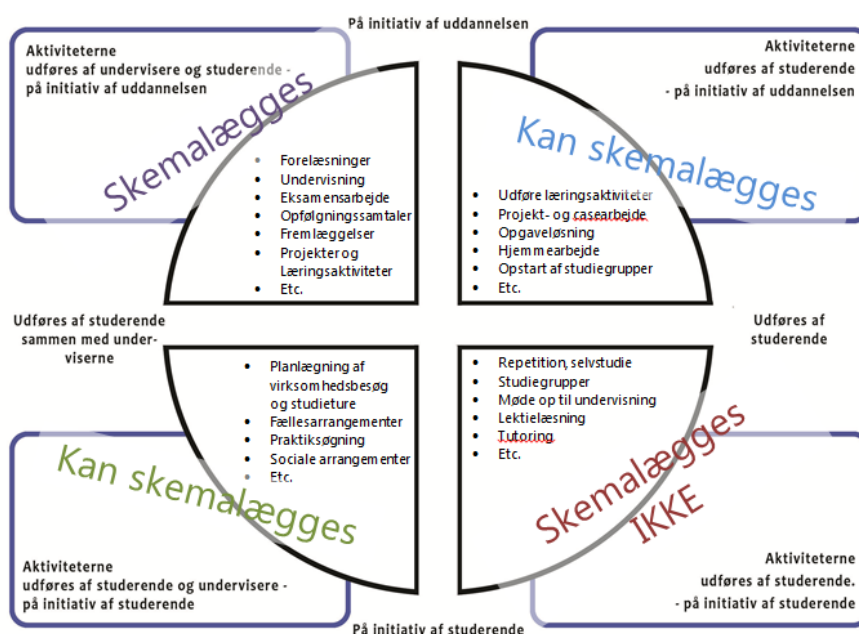 På initiativ af uddannelsen
Aktiviteterne
udføres af undervisere og studerende -
på initiativ af uddannelsen
Skemalægges
• Forelæsninger
• Undervisning
• Eksamensarbejde
• Opfølgningssamtaler
• Fremlæggelser
• Projekter og
Læringsaktiviteter
• Etc.
Aktiviteterne
udføres af studerende
- på initiativ af uddannelsen
Kan skemalægges
• Udføre læringsaktiviteter
• Projekt- og casearbejde
• Opgaveløsning
• Hjemmearbejde
• Opstart af studiegrupper
• Etc.
Udføres af studerende
sammen med under-
viserne
Udføres af
studerende
• Planlægning af
virksomhedsbesøg
og studieture
• Fællesarrangementer
• Praktiksøgning
• Sociale arrangementer
• Etc.
Kan skemalægges
Aktiviteterne
udføres af studerende og undervisere -
på initiativ af studerende
• Repetition, selvstudie
• Studiegrupper
• Møde op til undervisning
• Lektielæsning
• Tutoring
• Etc.
Skemalægges
IKKE
Aktiviteterne
udføres af studerende.
- på initiativ af studerende
På initiativ af studerende